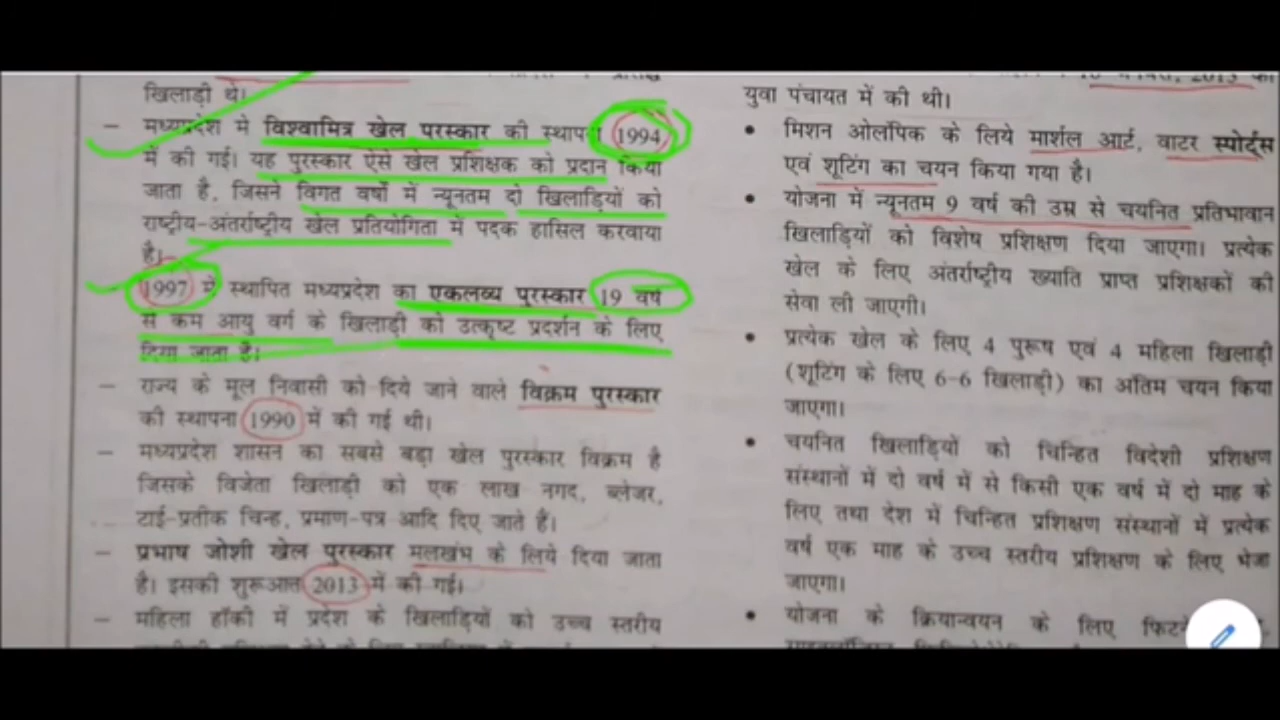 खिलाड़ी थे।
– मध्यप्रदेश में विश्वामित्र खेल पुरस्कार की स्थापना 1994
में की गई। यह पुरस्कार ऐसे खेल प्रशिक्षक को प्रदान किया
जाता है, जिसने विगत वर्षों में न्यूनतम दो खिलाड़ियों को
राष्ट्रीय-अंतर्राष्ट्रीय खेल प्रतियोगिता में पदक हासिल करवाया
है।
1997 में स्थापित मध्यप्रदेश का एकलव्य पुरस्कार 19 वर्ष
से कम आयु वर्ग के खिलाड़ी को उत्कृष्ट प्रदर्शन के लिए
दिया जाता है।
– राज्य के मूल निवासी को दिये जाने वाले विक्रम पुरस्कार
की स्थापना 1990 में की गई थी।
– मध्यप्रदेश शासन का सबसे बड़ा खेल पुरस्कार विक्रम है
जिसके विजेता खिलाड़ी को एक लाख नगद, ब्लेजर,
टाई-प्रतीक चिन्ह, प्रमाण-पत्र आदि दिए जाते हैं।
– प्रभाष जोशी खेल पुरस्कार मलखंभ के लिये दिया जाता
है। इसकी शुरूआत 2013 में की गई।
– महिला हॉकी में प्रदेश के खिलाड़ियों को उच्च स्तरीय
युवा पंचायत में की थी।
• मिशन ओलंपिक के लिये मार्शल आर्ट, वाटर स्पोर्ट्स
एवं शूटिंग का चयन किया गया है।
• योजना में न्यूनतम 9 वर्ष की उम्र से चयनित प्रतिभावान
खिलाड़ियों को विशेष प्रशिक्षण दिया जाएगा। प्रत्येक
खेल के लिए अंतर्राष्ट्रीय ख्याति प्राप्त प्रशिक्षकों की
सेवा ली जाएगी।
• प्रत्येक खेल के लिए 4 पुरूष एवं 4 महिला खिलाड़ी
(शूटिंग के लिए 6-6 खिलाड़ी) का अंतिम चयन किया
जाएगा।
• चयनित खिलाड़ियों को चिन्हित विदेशी प्रशिक्षण
संस्थानों में दो वर्ष में से किसी एक वर्ष में दो माह के
लिए तथा देश में चिन्हित प्रशिक्षण संस्थानों में प्रत्येक
वर्ष एक माह के उच्च स्तरीय प्रशिक्षण के लिए भेजा
जाएगा।
• योजना के क्रियान्वयन के लिए